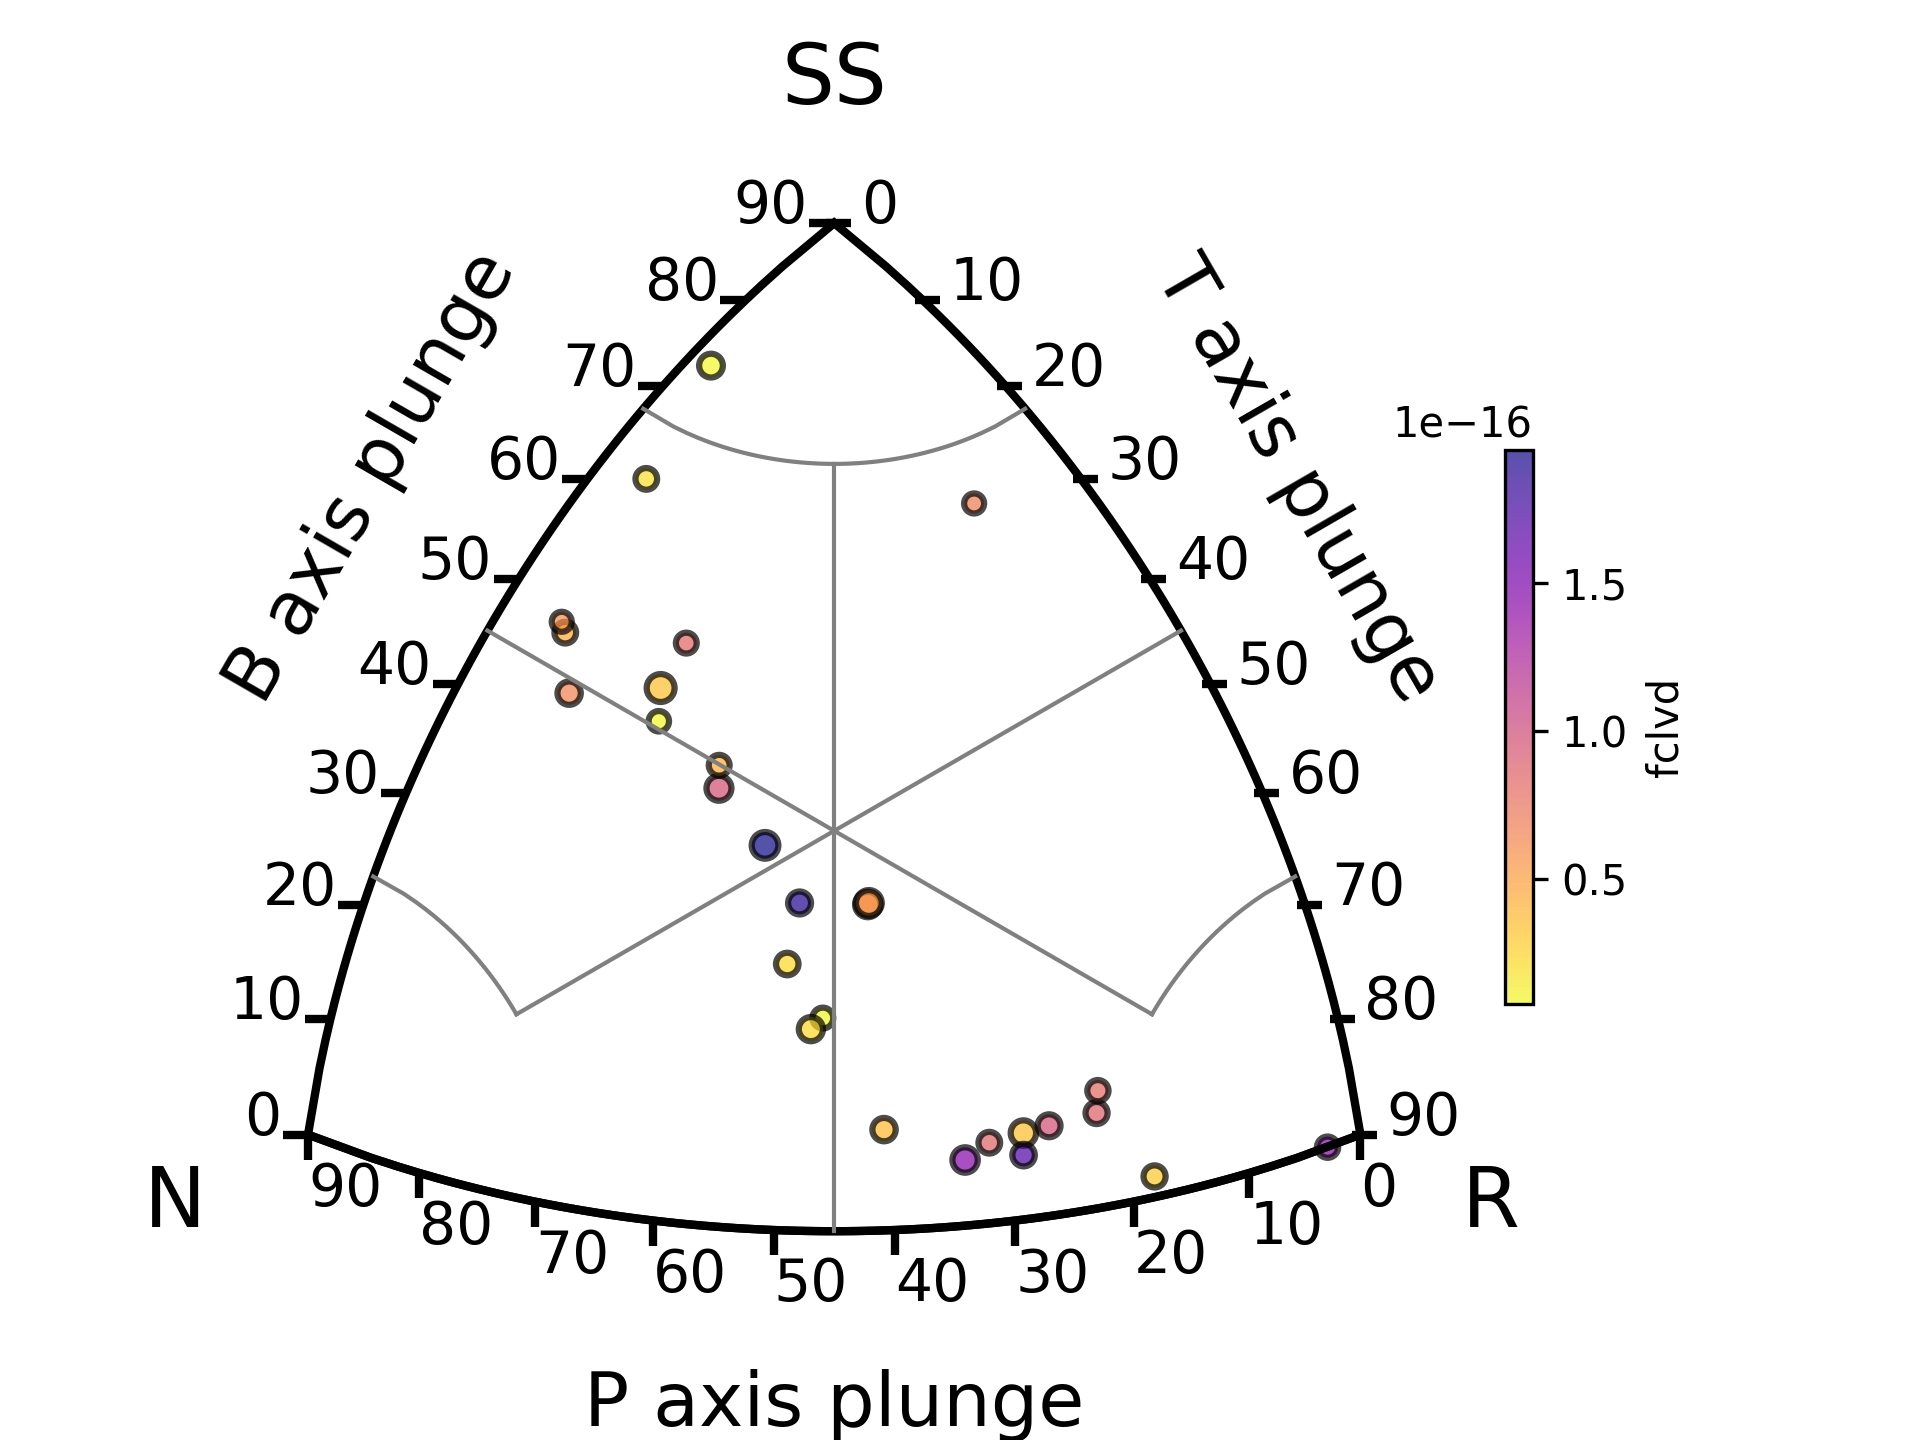 SS
90 0
80 10
70 20
60 30
50 40
40 50
30 60
20 70
10 80
0 90
B axis plunge
T axis plunge
N
R
90 80 70 60 50 40 30 20 10 0
P axis plunge
1e−16
1.5
1.0
0.5
fclvd